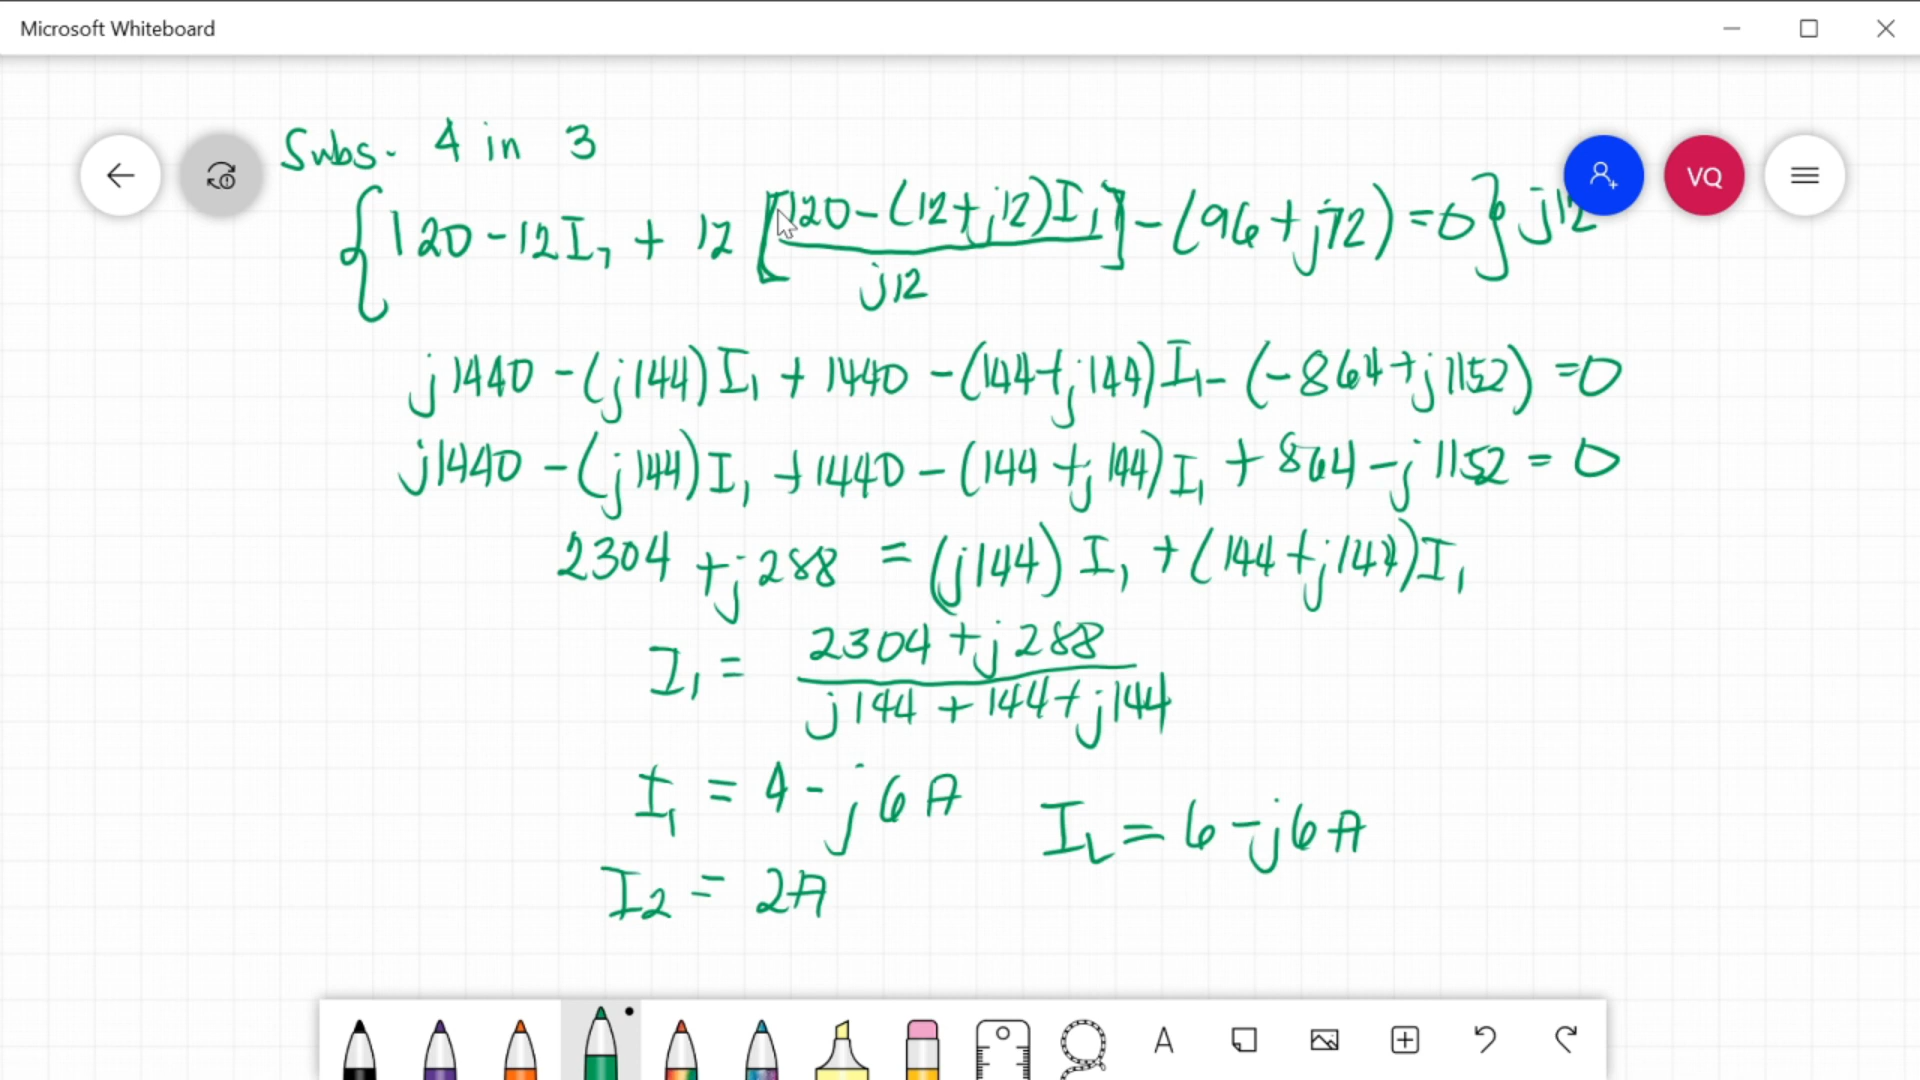 Microsoft Whiteboard
Subs. 4 in 3
VQ
{120 - 12I₁ + 12 [120 - (12 + j12)I₁ / j12] - (96 + j72) = 0} j12
j1440 - (j144)I₁ + 1440 - (144 + j144)I₁ - (-864 + j1152) = 0
j1440 - (j144)I₁ + 1440 - (144 + j144)I₁ + 864 - j1152 = 0
2304 + j288 = (j144) I₁ + (144 + j144)I₁
I₁ = 2304 + j288 / j144 + 144 + j144
I₁ = 4 - j6 A
I_L = 6 - j6 A
I2 = 2A
A